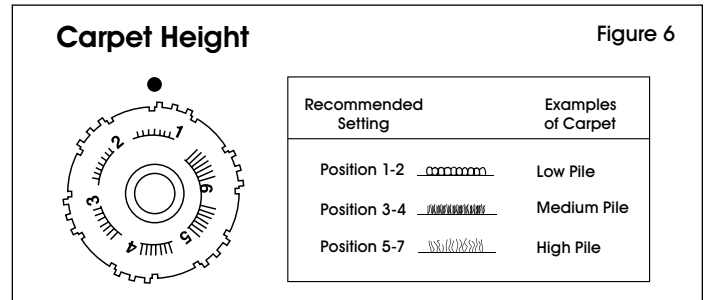 Carpet Height
Figure 6
1
2
3
4
5
6
Recommended Setting
Examples of Carpet
Position 1-2 Low Pile
Position 3-4 Medium Pile
Position 5-7 High Pile